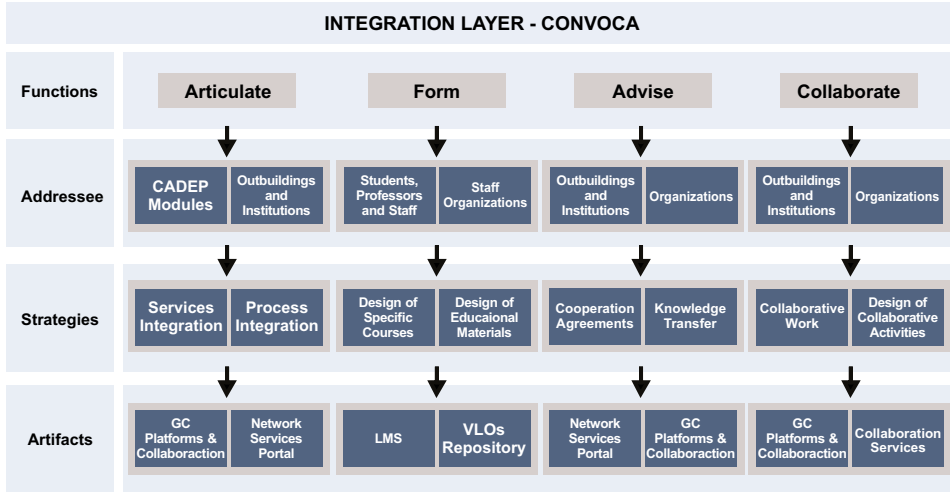 INTEGRATION LAYER - CONVOCA
Functions
Articulate
Form
Advise
Collaborate
Addressee
CADEP
Modules
Outbuildings
and
Institutions
Students,
Professors
and Staff
Staff
Organizations
Outbuildings
and
Institutions
Organizations
Outbuildings
and
Institutions
Organizations
Strategies
Services
Integration
Process
Integration
Design of
Specific
Courses
Design of
Educaional
Materials
Cooperation
Agreements
Knowledge
Transfer
Collaborative
Work
Design of
Collaborative
Activities
Artifacts
GC
Platforms &
Collaboraction
Network
Services
Portal
LMS
VLOs
Repository
Network
Services
Portal
GC
Platforms &
Collaboraction
GC
Platforms &
Collaboraction
Collaboration
Services